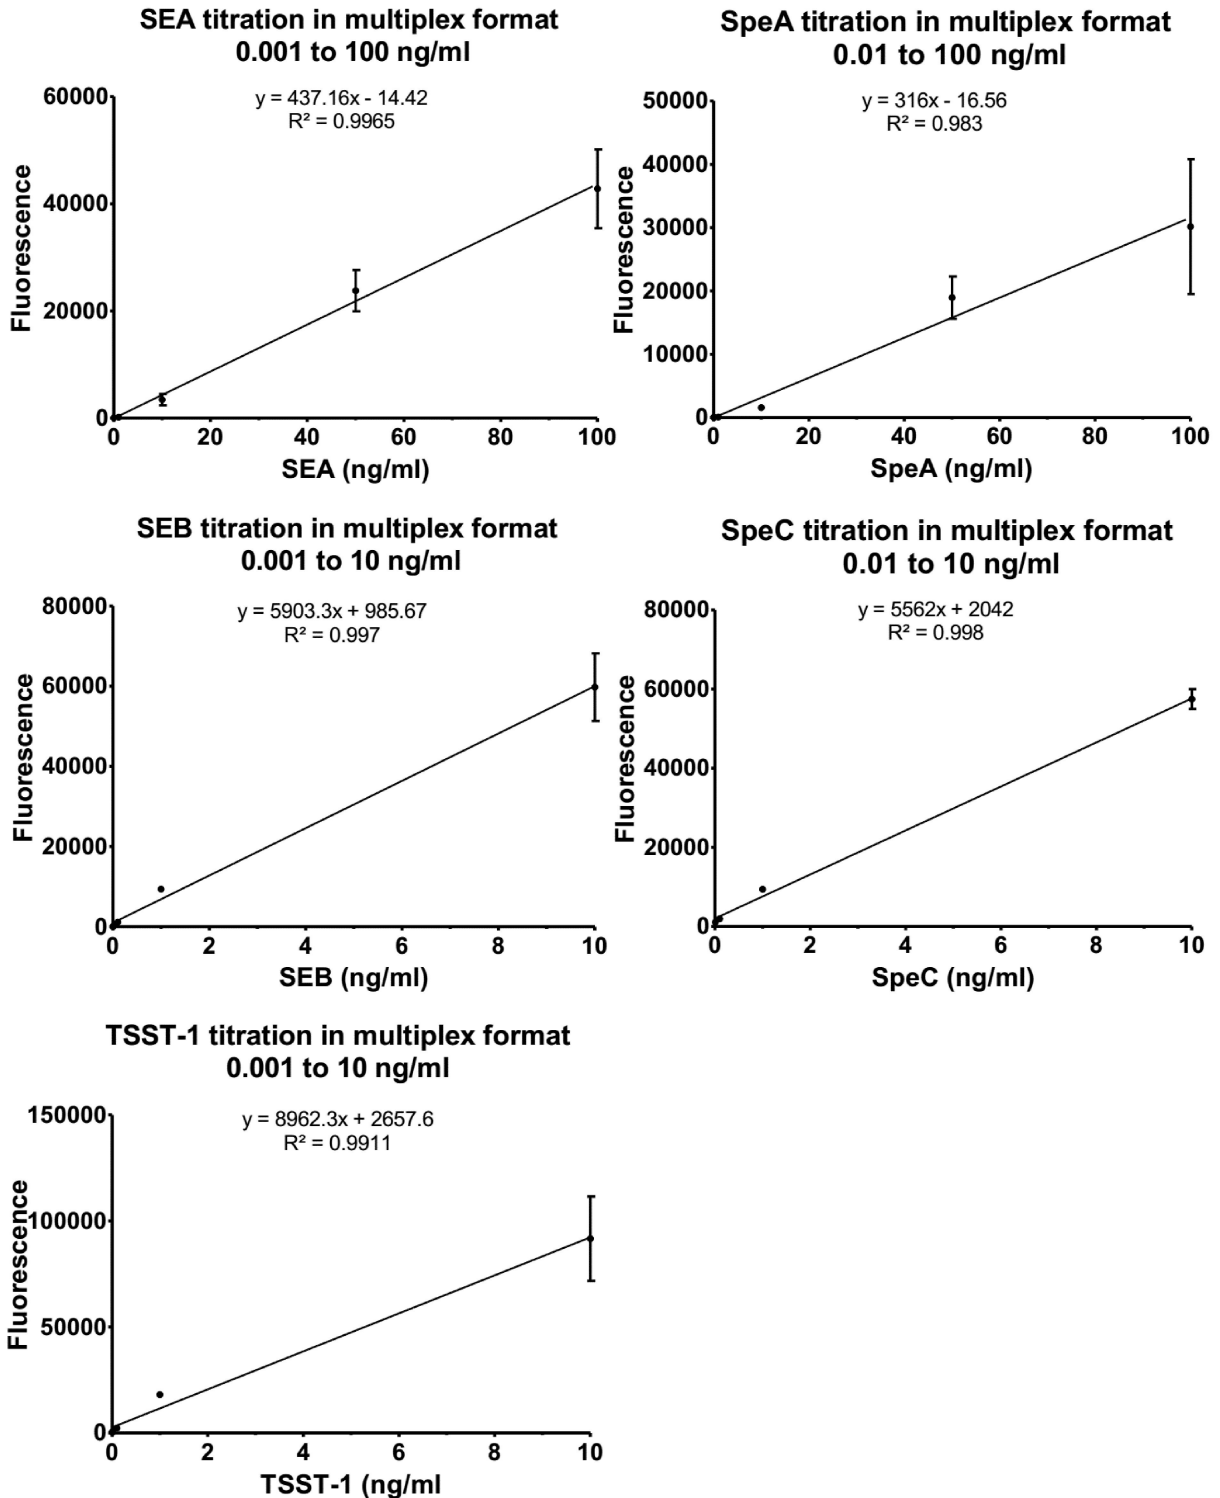 SEA titration in multiplex format
0.001 to 100 ng/ml
y = 437.16x - 14.42
R² = 0.9965
60000
40000
20000
0
Fluorescence
0 20 40 60 80 100
SEA (ng/ml)
SpeA titration in multiplex format
0.01 to 100 ng/ml
y = 316x - 16.56
R² = 0.983
50000
40000
30000
20000
10000
0
Fluorescence
0 20 40 60 80 100
SpeA (ng/ml)
SEB titration in multiplex format
0.001 to 10 ng/ml
y = 5903.3x + 985.67
R² = 0.997
80000
60000
40000
20000
0
Fluorescence
0 2 4 6 8 10
SEB (ng/ml)
SpeC titration in multiplex format
0.01 to 10 ng/ml
y = 5562x + 2042
R² = 0.998
80000
60000
40000
20000
0
Fluorescence
0 2 4 6 8 10
SpeC (ng/ml)
TSST-1 titration in multiplex format
0.001 to 10 ng/ml
y = 8962.3x + 2657.6
R² = 0.9911
150000
100000
50000
0
Fluorescence
0 2 4 6 8 10
TSST-1 (ng/ml